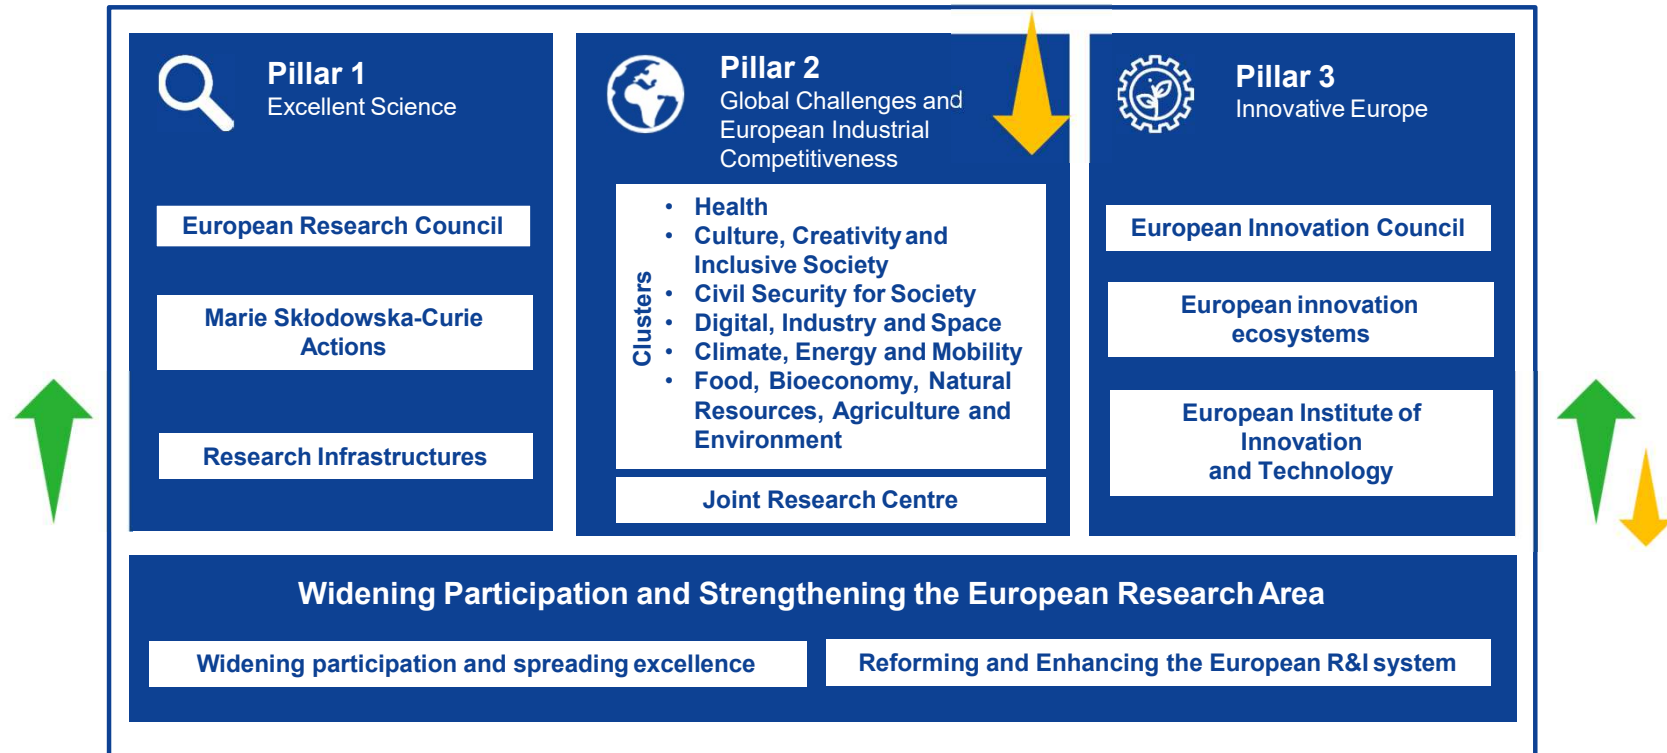 Pillar 1
Excellent Science
European Research Council
Marie Skłodowska-Curie
Actions
Research Infrastructures
Pillar 2
Global Challenges and
European Industrial
Competitiveness
Clusters
• Health
• Culture, Creativity and
Inclusive Society
• Civil Security for Society
• Digital, Industry and Space
• Climate, Energy and Mobility
• Food, Bioeconomy, Natural
Resources, Agriculture and
Environment
Joint Research Centre
Pillar 3
Innovative Europe
European Innovation Council
European innovation
ecosystems
European Institute of
Innovation
and Technology
Widening Participation and Strengthening the European Research Area
Widening participation and spreading excellence
Reforming and Enhancing the European R&I system